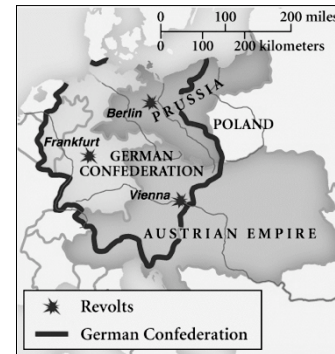 0 100 200 miles
0 100 200 kilometers
Berlin
PRUSSIA
POLAND
Frankfurt
GERMAN
CONFEDERATION
Vienna
AUSTRIAN EMPIRE
Revolts
German Confederation